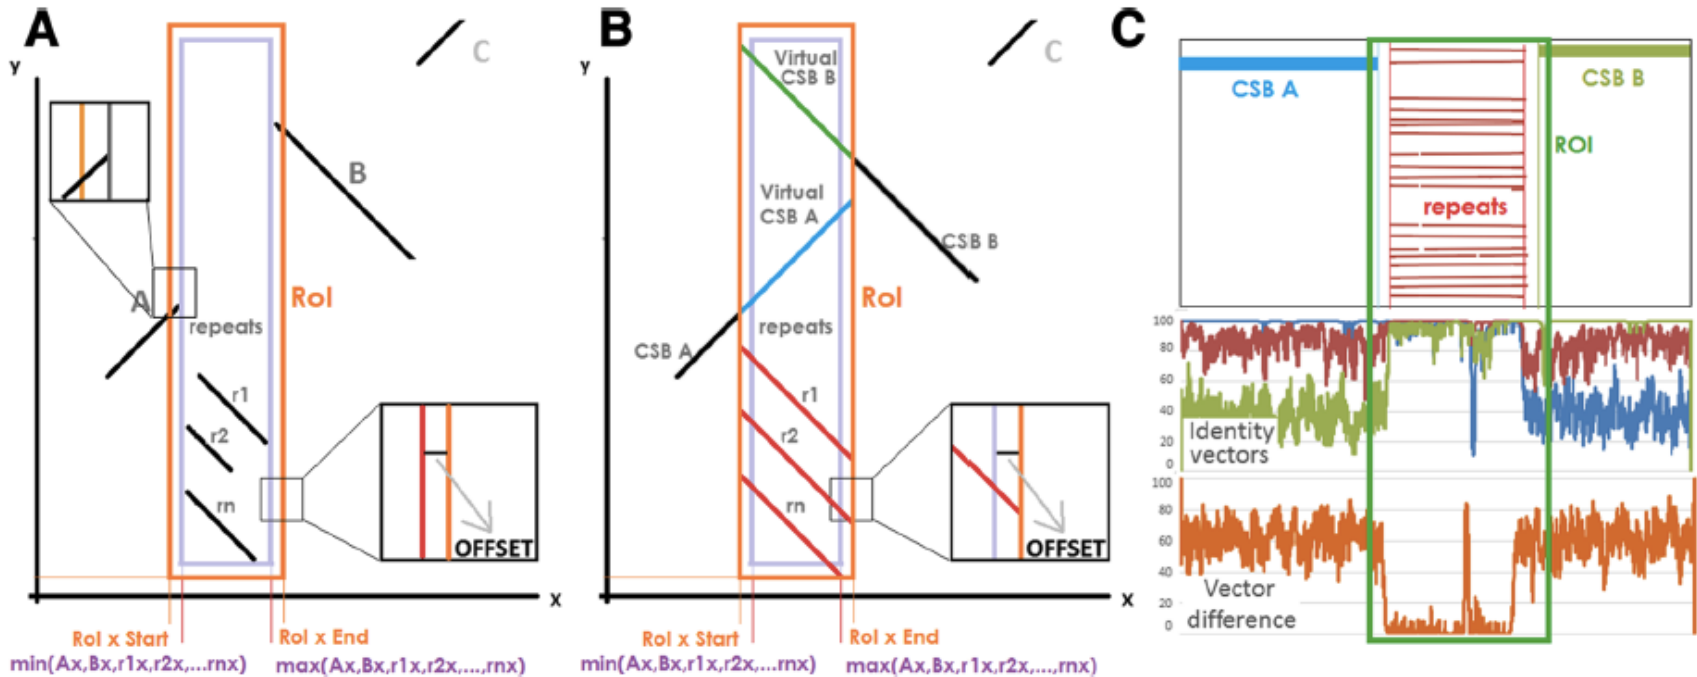 A
y
C
B
A
RoI
repeats
r1
r2
rn
OFFSET
x
RoI x Start
RoI x End
min(Ax,Bx,r1x,r2x,...rnx)
max(Ax,Bx,r1x,r2x,...,rnx)
B
y
C
Virtual
CSB B
Virtual
CSB A
CSB B
RoI
repeats
CSB A
r1
r2
rn
OFFSET
x
RoI x Start
RoI x End
min(Ax,Bx,r1x,r2x,...rnx)
max(Ax,Bx,r1x,r2x,...,rnx)
C
CSB A
CSB B
ROI
repeats
100
80
60
40
20
0
Identity
vectors
100
80
60
40
20
0
Vector
difference